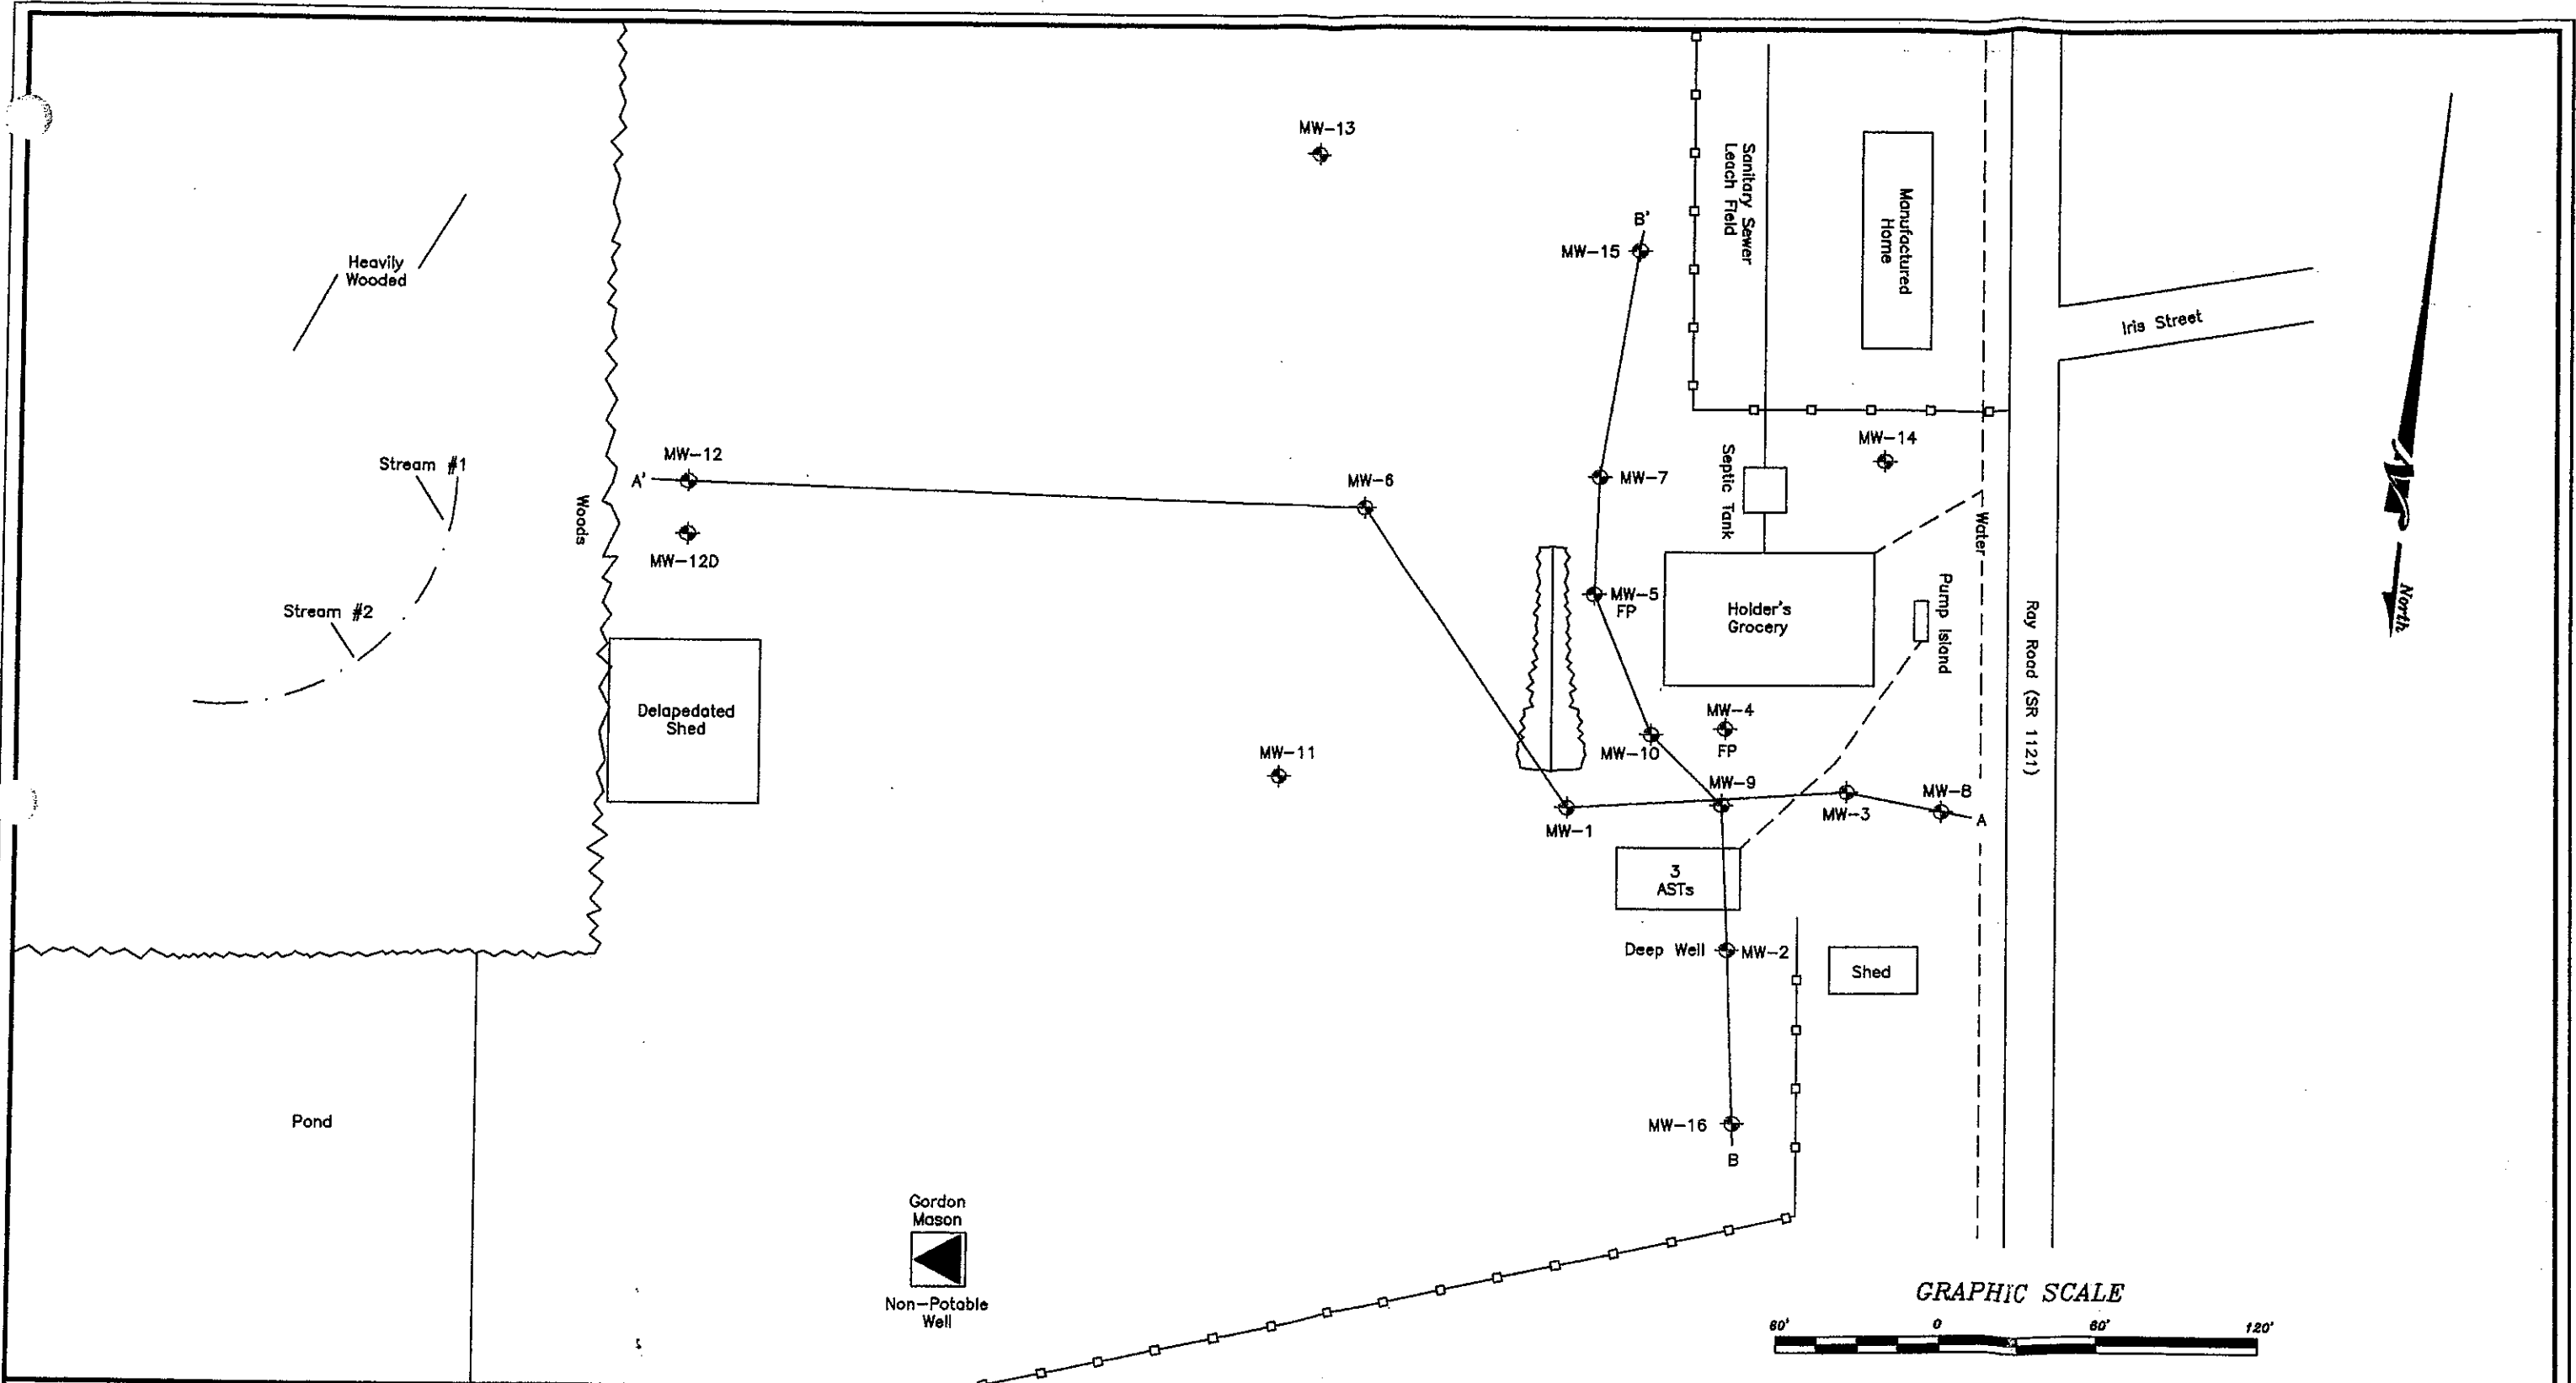 MW-13
Sanitary Sewer
Leach Field
Manufactured
Home
B'
MW-15
Heavily
Wooded
Iris Street
MW-14
Stream #1
MW-12
A'
MW-6
MW-7
Septic Tank
Woods
Water
MW-12D
Stream #2
MW-5
FP
Holder's
Grocery
Pump Island
Ray Road (SR 1121)
N
North
Delapedated
Shed
MW-4
FP
MW-10
MW-11
MW-9
MW-3
MW-8
A
MW-1
3
ASTs
Deep Well
MW-2
Shed
Pond
MW-16
B
Gordon
Mason
Non-Potable
Well
GRAPHIC SCALE
60' 0 60' 120'